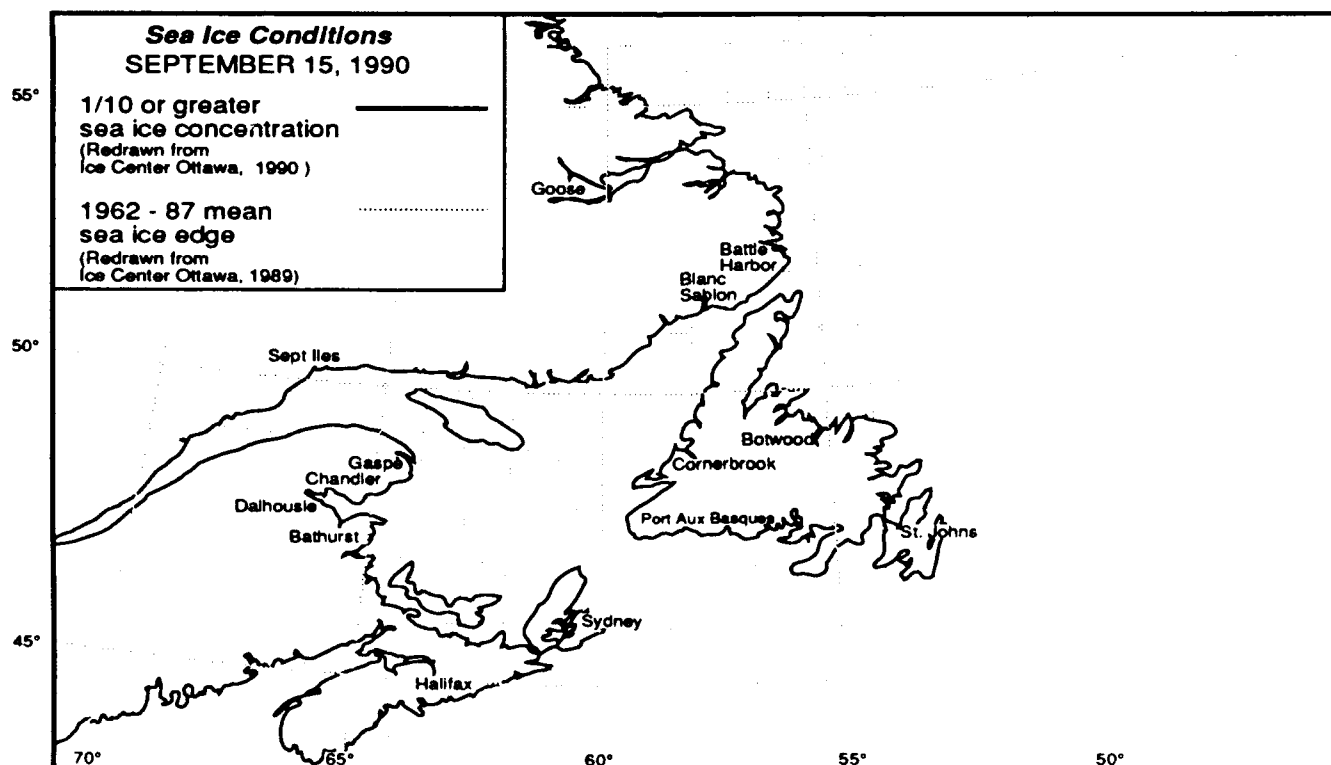 Sea Ice Conditions
SEPTEMBER 15, 1990
1/10 or greater
sea ice concentration
(Redrawn from
Ice Center Ottawa, 1990 )
1962 - 87 mean
sea ice edge
(Redrawn from
Ice Center Ottawa, 1989)
55°
Goose
Battle
Harbor
Blanc
Sablon
50°
Sept Iles
Botwood
Gaspe
Cornerbrook
Chandler
Dalhousie
Port Aux Basques
Bathurst
St. Johns
Sydney
45°
Halifax
70°
65°
60°
55°
50°